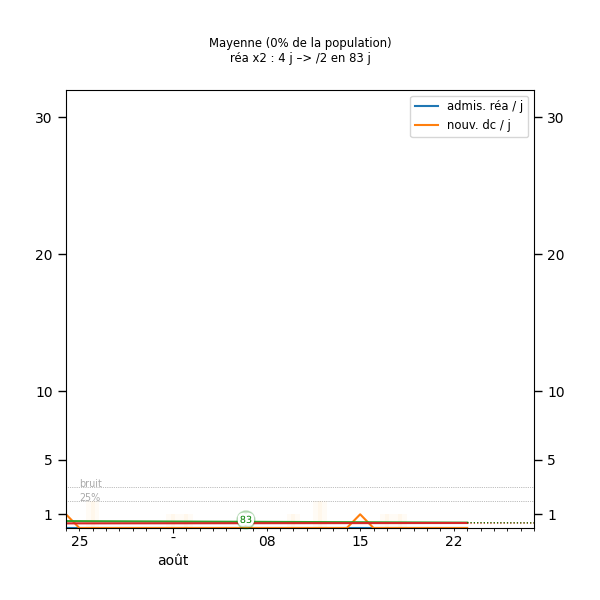 Mayenne (0% de la population)
réa x2 : 4 j –> /2 en 83 j
admis. réa / j
nouv. dc / j
30 30
20 20
10 10
5 5
bruit
25%
83
1 1
25 - 08 15 22
août